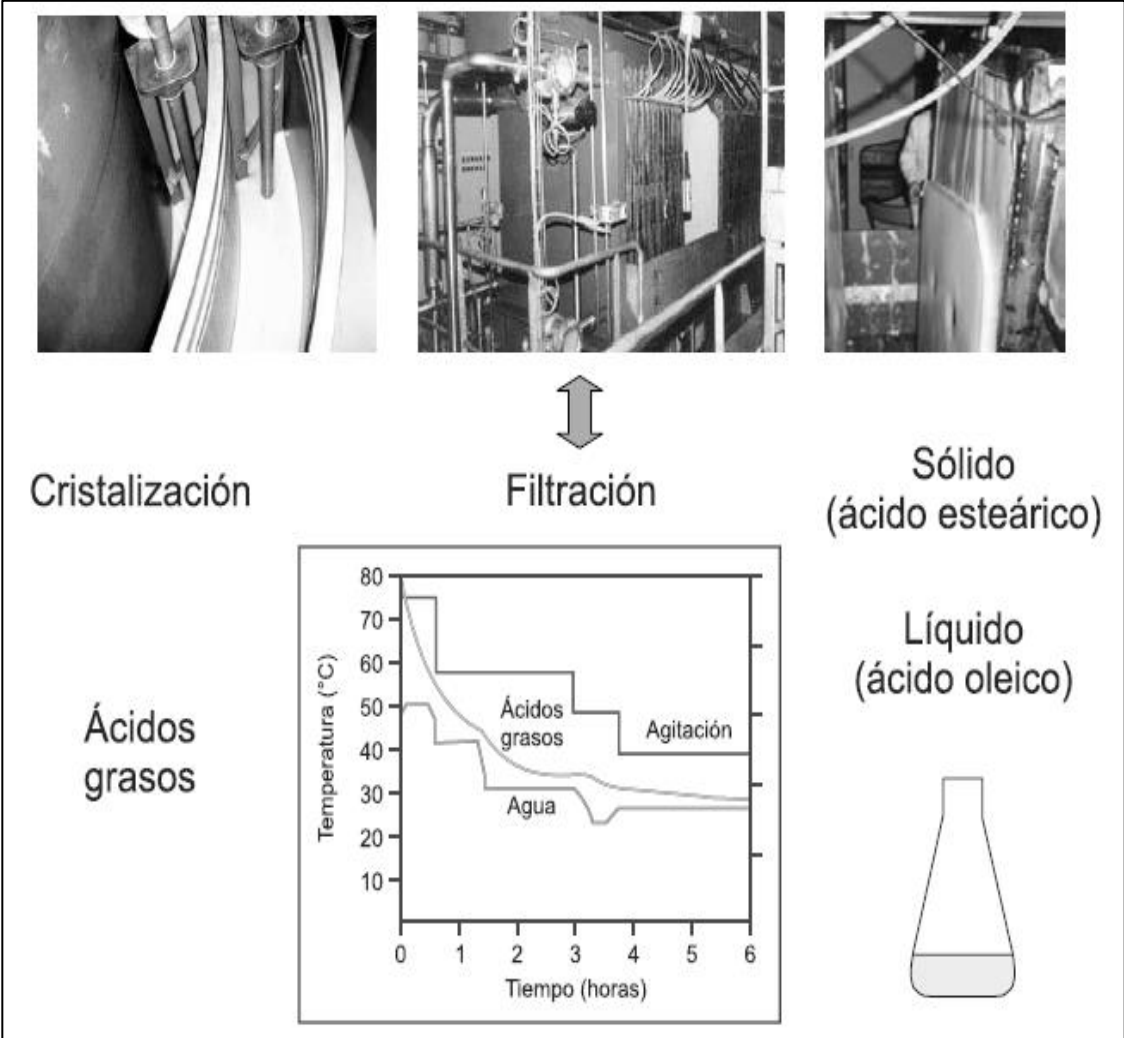 Cristalización
Filtración
Sólido
(ácido esteárico)
Ácidos
grasos
Temperatura (°C)
80
70
60
50
40
30
20
10
Ácidos
grasos
Agitación
Agua
0 1 2 3 4 5 6
Tiempo (horas)
Líquido
(ácido oleico)